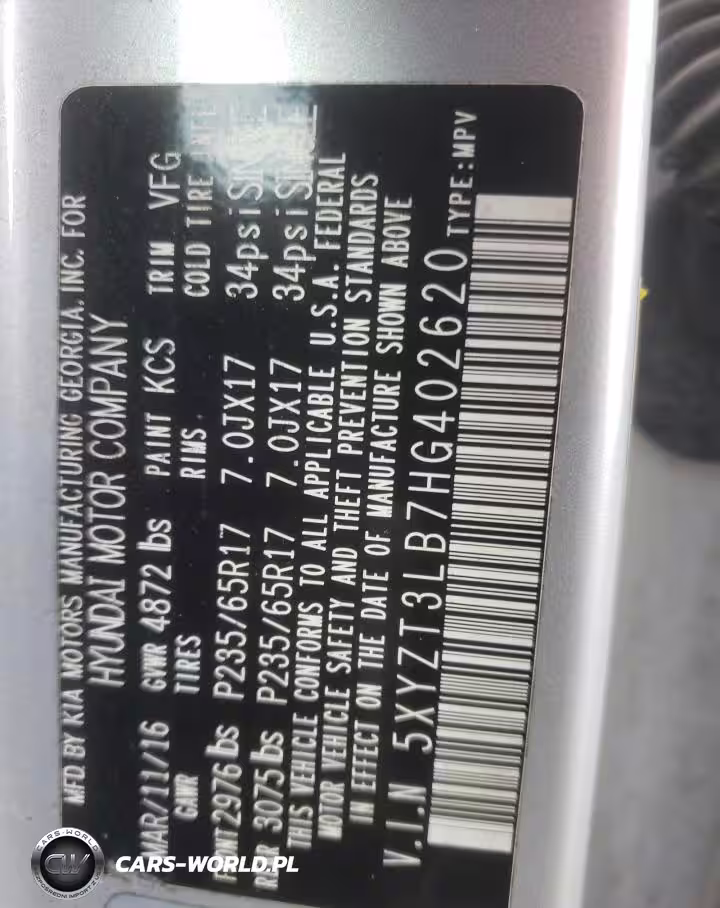 MFD BY KIA MOTORS MANUFACTURING GEORGIA, INC. FOR
HYUNDAI MOTOR COMPANY
MAR/11/16 GVWR 4872 lbs PAINT KCS TRIM VFG
GAWR TIRES RIMS COLD TIRE
2976 lbs P235/65R17 7.0JX17 34psi
3075 lbs P235/65R17 7.0JX17 34psi
THIS VEHICLE CONFORMS TO ALL APPLICABLE U.S.A. FEDERAL
MOTOR VEHICLE SAFETY AND THEFT PREVENTION STANDARDS
IN EFFECT ON THE DATE OF MANUFACTURE SHOWN ABOVE
V.I.N 5XYZT3LB7HG402620 TYPE:MPV
CARS-WORLD
CW
CARS-WORLD.PL